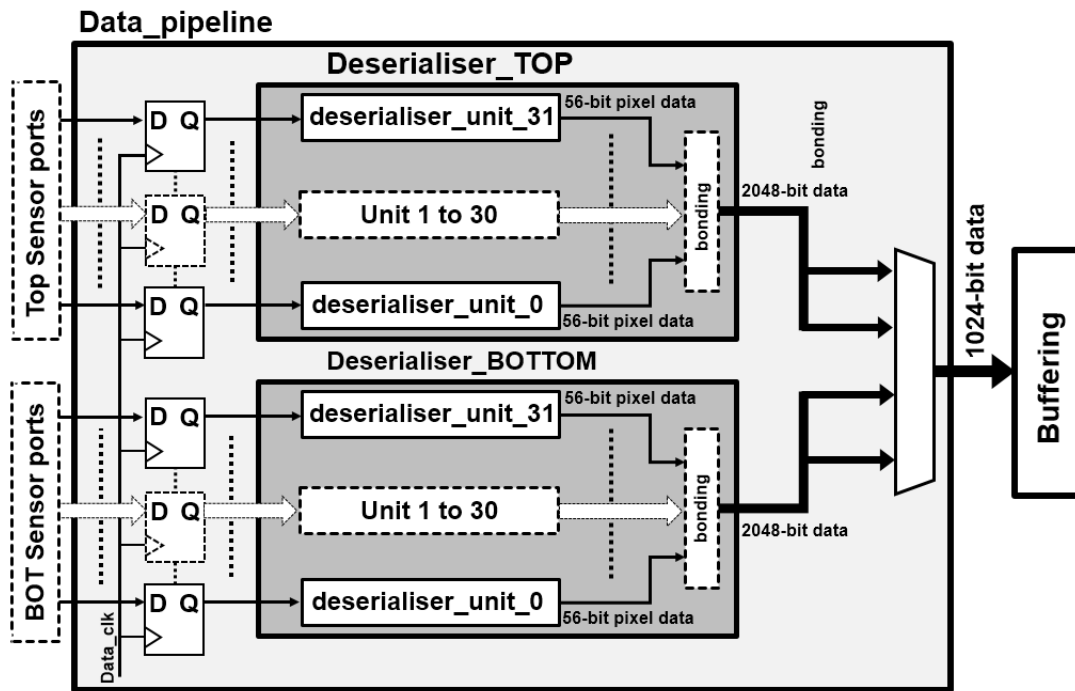 Data_pipeline
Deserialiser_TOP
Top Sensor ports
D Q
deserialiser_unit_31
56-bit pixel data
bonding
D Q
Unit 1 to 30
bonding
2048-bit data
D Q
deserialiser_unit_0
56-bit pixel data
1024-bit data
Buffering
Deserialiser_BOTTOM
BOT Sensor ports
D Q
deserialiser_unit_31
56-bit pixel data
D Q
Unit 1 to 30
bonding
2048-bit data
D Q
deserialiser_unit_0
56-bit pixel data
Data_clk